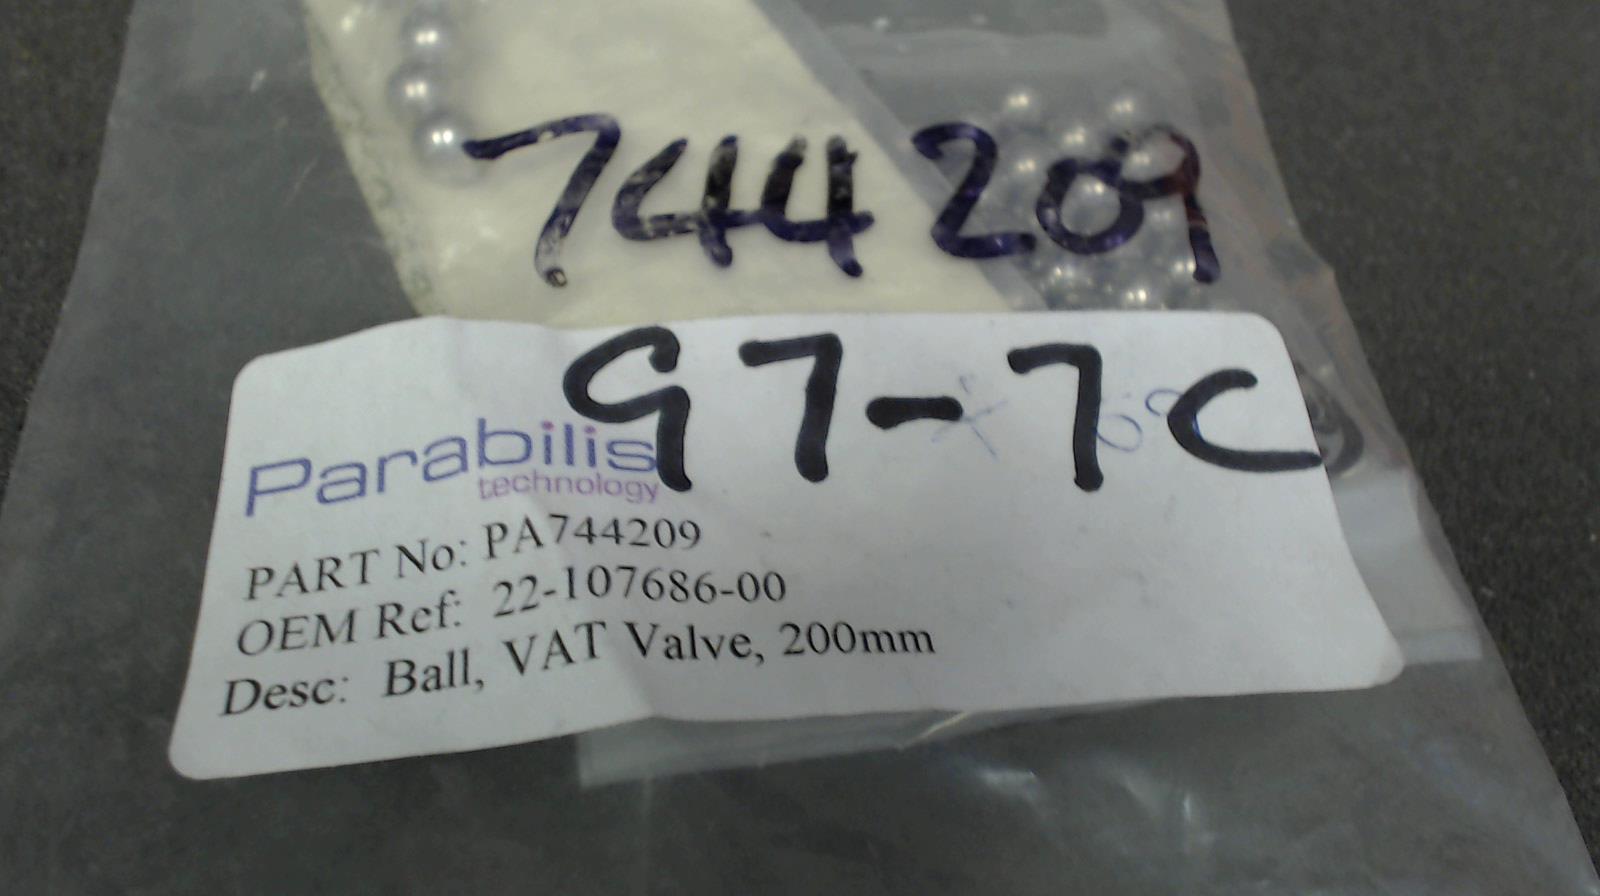 744209
97-7C
Parabilis
technology
PART No: PA744209
OEM Ref: 22-107686-00
Desc: Ball, VAT Valve, 200mm